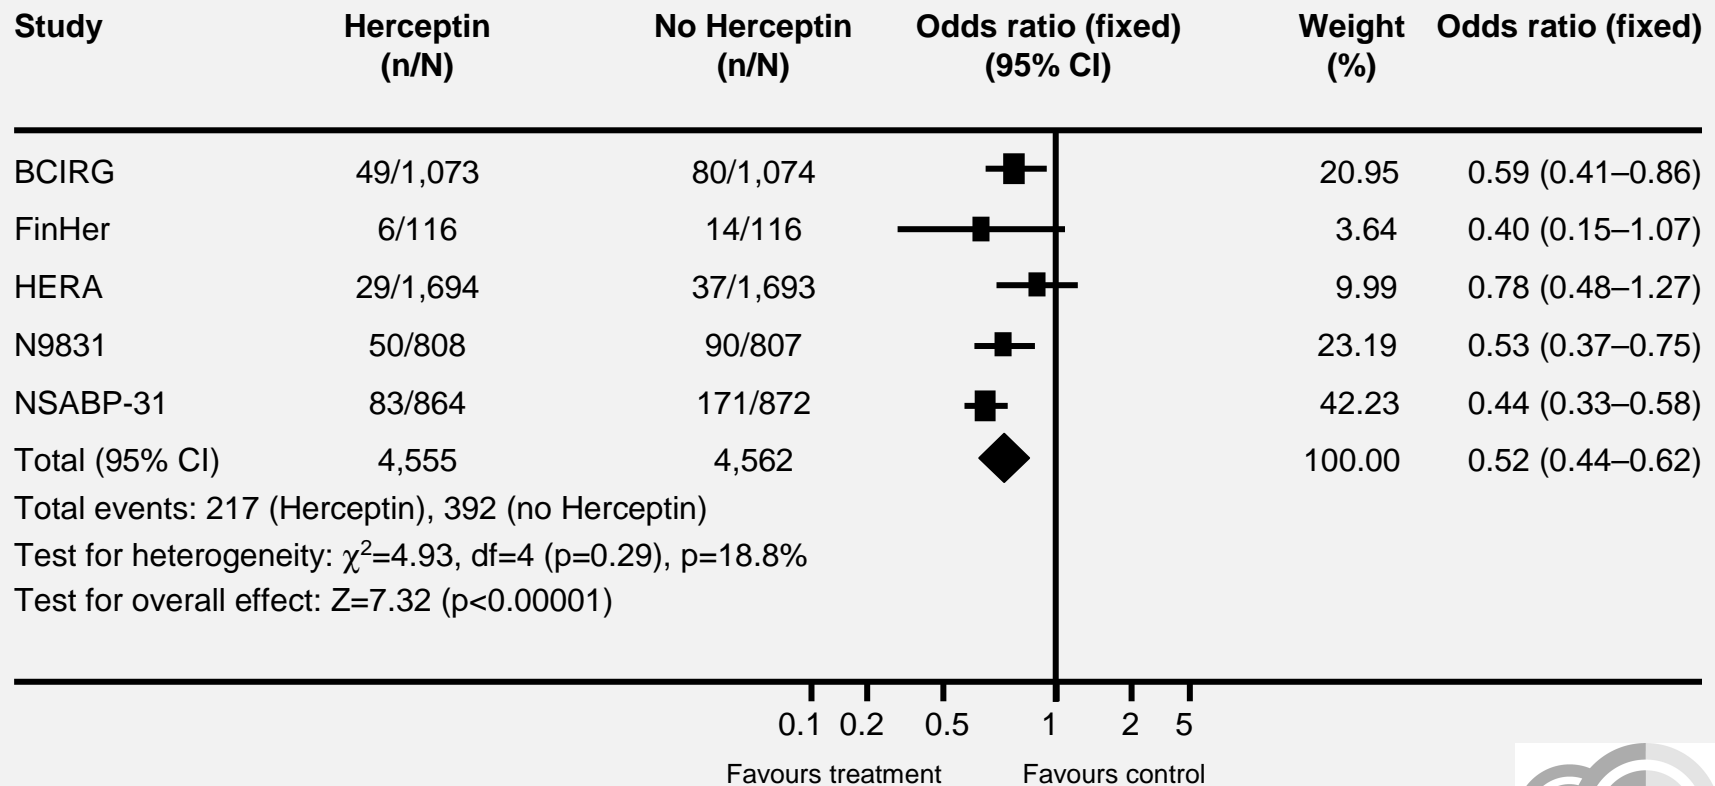 Study Herceptin No Herceptin Odds ratio (fixed) Weight Odds ratio (fixed)
(n/N) (n/N) (95% CI) (%)
BCIRG 49/1,073 80/1,074 20.95 0.59 (0.41–0.86)
FinHer 6/116 14/116 3.64 0.40 (0.15–1.07)
HERA 29/1,694 37/1,693 9.99 0.78 (0.48–1.27)
N9831 50/808 90/807 23.19 0.53 (0.37–0.75)
NSABP-31 83/864 171/872 42.23 0.44 (0.33–0.58)
Total (95% CI) 4,555 4,562 100.00 0.52 (0.44–0.62)
Total events: 217 (Herceptin), 392 (no Herceptin)
Test for heterogeneity: χ²=4.93, df=4 (p=0.29), p=18.8%
Test for overall effect: Z=7.32 (p<0.00001)
0.1 0.2 0.5 1 2 5
Favours treatment Favours control